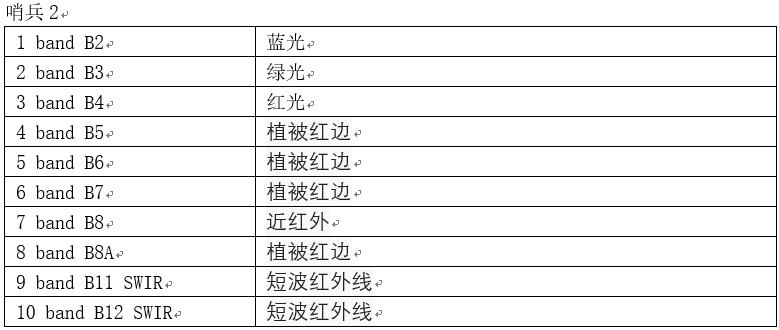 哨兵2
1 band B2 蓝光
2 band B3 绿光
3 band B4 红光
4 band B5 植被红边
5 band B6 植被红边
6 band B7 植被红边
7 band B8 近红外
8 band B8A 植被红边
9 band B11 SWIR 短波红外线
10 band B12 SWIR 短波红外线